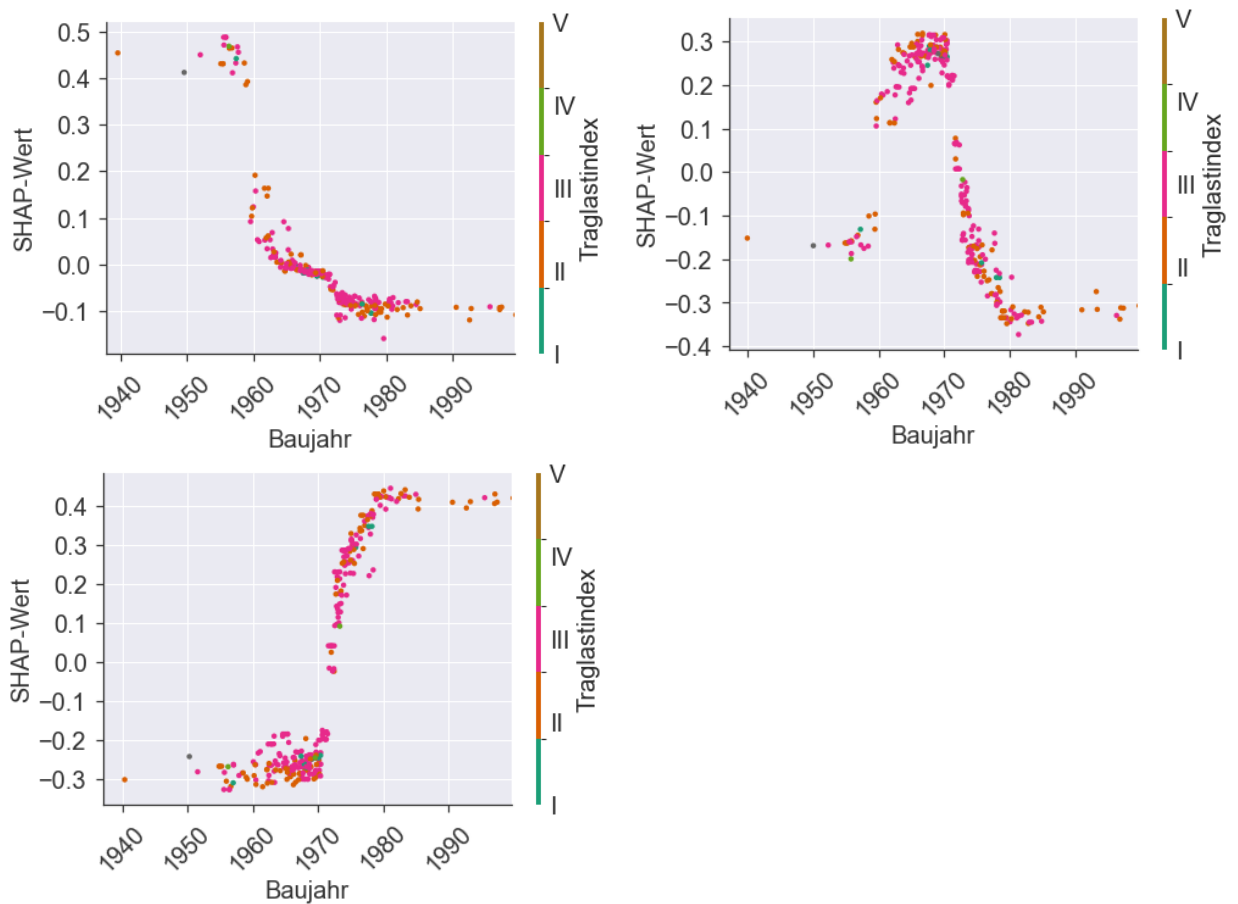 0.5
0.4
0.3
0.2
0.1
0.0
−0.1
SHAP-Wert
1940
1950
1960
1970
1980
1990
Baujahr
V
IV
III
II
I
Traglastindex
0.3
0.2
0.1
0.0
−0.1
−0.2
−0.3
−0.4
SHAP-Wert
1940
1950
1960
1970
1980
1990
Baujahr
V
IV
III
II
I
Traglastindex
0.4
0.3
0.2
0.1
0.0
−0.1
−0.2
−0.3
SHAP-Wert
1940
1950
1960
1970
1980
1990
Baujahr
V
IV
III
II
I
Traglastindex